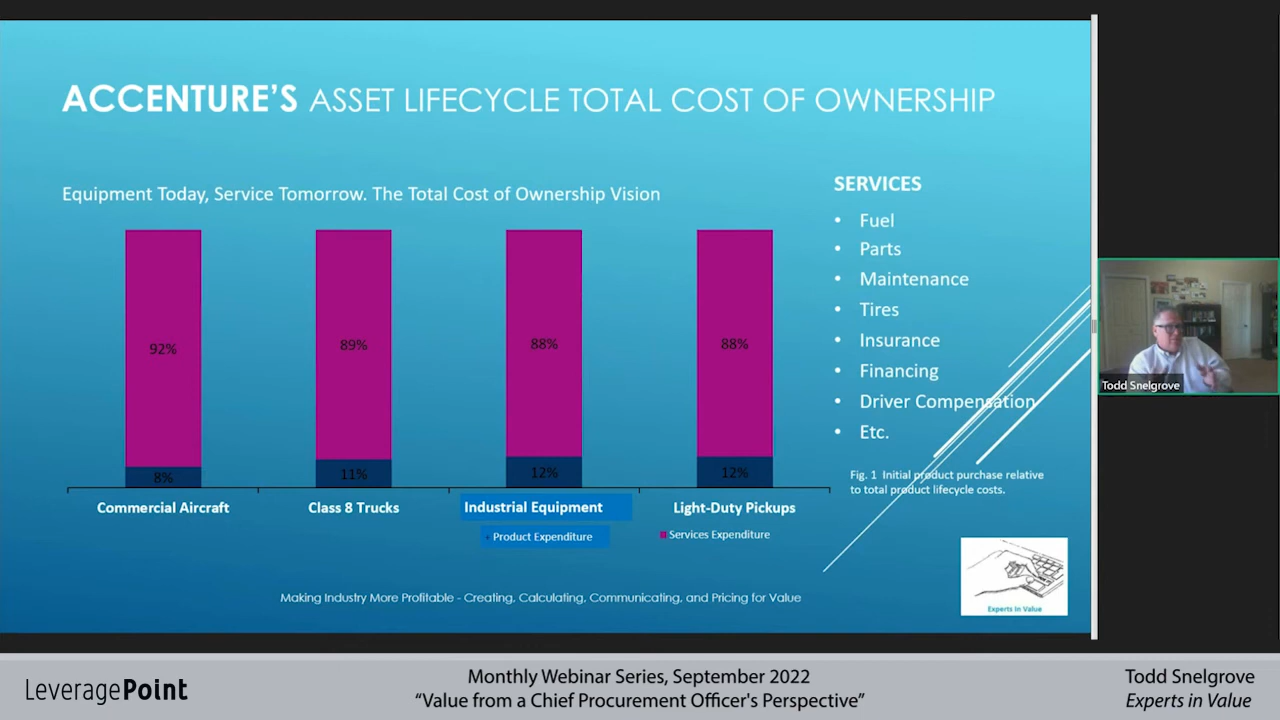 ACCENTURE'S ASSET LIFECYCLE TOTAL COST OF OWNERSHIP
Equipment Today, Service Tomorrow. The Total Cost of Ownership Vision
92%
89%
88%
88%
8%
11%
12%
12%
Commercial Aircraft
Class 8 Trucks
Industrial Equipment
Light-Duty Pickups
Product Expenditure
Services Expenditure
SERVICES
• Fuel
• Parts
• Maintenance
• Tires
• Insurance
• Financing
• Driver Compensation
• Etc.
Fig. 1 Initial product purchase relative
to total product lifecycle costs.
Experts in Value
Making Industry More Profitable - Creating, Calculating, Communicating, and Pricing for Value
Todd Snelgrove
LeveragePoint
Monthly Webinar Series, September 2022
“Value from a Chief Procurement Officer's Perspective”
Todd Snelgrove
Experts in Value